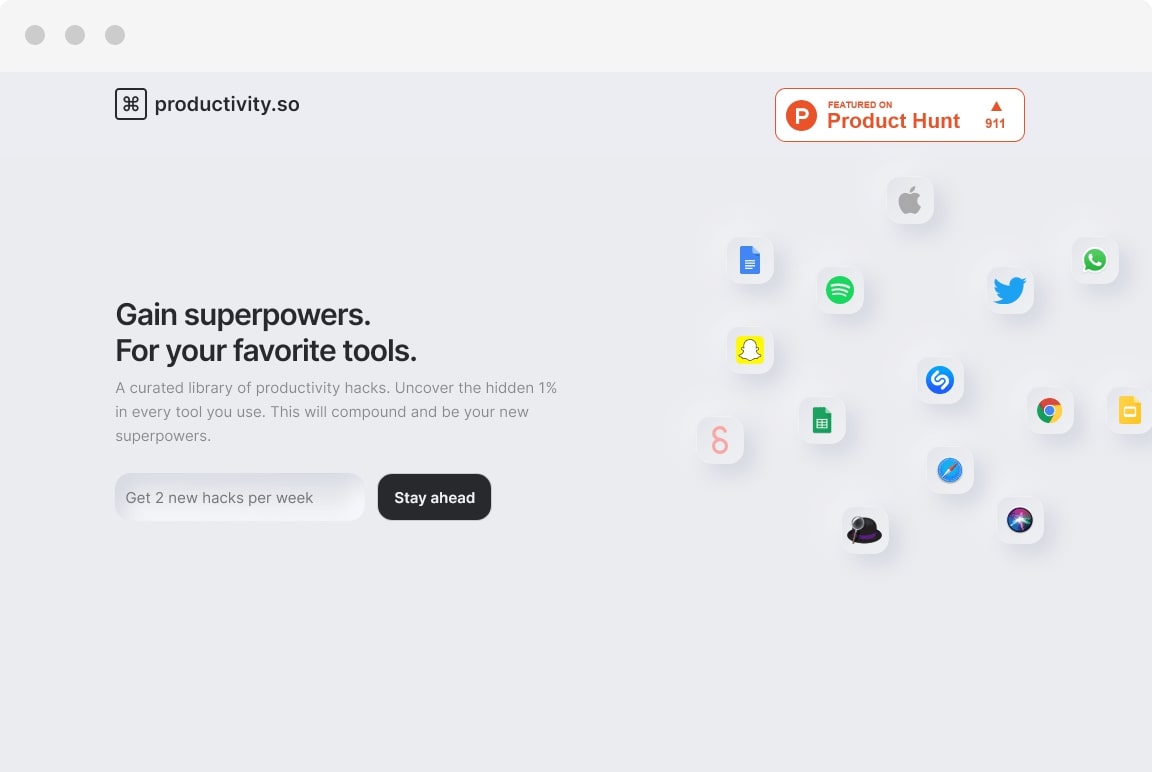 ⌘ productivity.so
FEATURED ON
Product Hunt
▲
911
Gain superpowers.
For your favorite tools.
A curated library of productivity hacks. Uncover the hidden 1%
in every tool you use. This will compound and be your new
superpowers.
Get 2 new hacks per week
Stay ahead